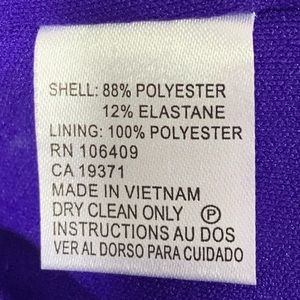 SHELL: 88% POLYESTER
12% ELASTANE
LINING: 100% POLYESTER
RN 106409
CA 19371
MADE IN VIETNAM
DRY CLEAN ONLY Ⓟ
INSTRUCTIONS AU DOS
VER AL DORSO PARA CUIDADO